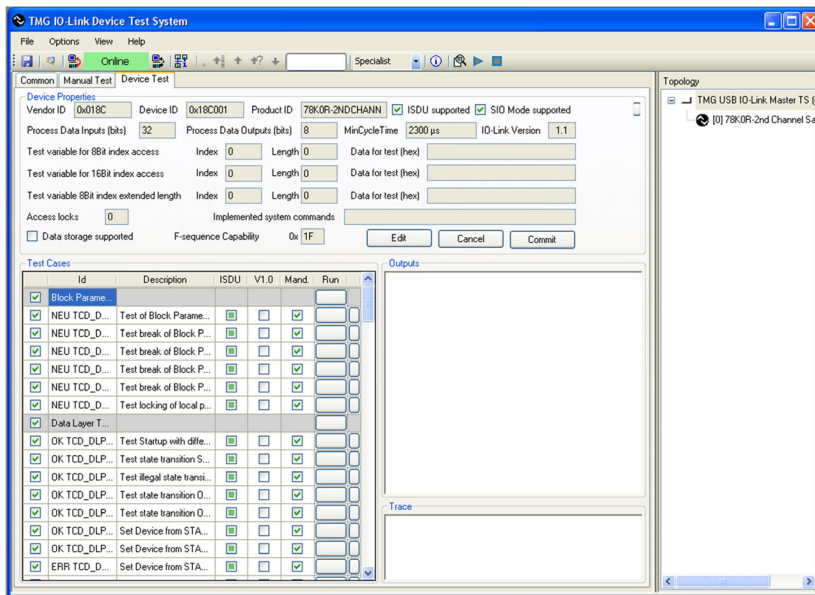 TMG IO-Link Device Test System
File Options View Help
Online Specialist
Common Manual Test Device Test
Device Properties
Vendor ID 0x018C Device ID 0x18C001 Product ID 78K0R-2NDCHANN ISDU supported SIO Mode supported
Process Data Inputs (bits) 32 Process Data Outputs (bits) 8 MinCycleTime 2300 µs IO-Link Version 1.1
Test variable for 8Bit index access Index 0 Length 0 Data for test (hex)
Test variable for 16Bit index access Index 0 Length 0 Data for test (hex)
Test variable 8Bit index extended length Index 0 Length 0 Data for test (hex)
Access locks 0 Implemented system commands
Data storage supported F-sequence Capability 0x 1F Edit Cancel Commit
Test Cases
Id Description ISDU V1.0 Mand. Run
Block Parame...
NEU TCD_D... Test of Block Parame...
NEU TCD_D... Test break of Block P...
NEU TCD_D... Test break of Block P...
NEU TCD_D... Test break of Block P...
NEU TCD_D... Test break of Block P...
NEU TCD_D... Test locking of local p...
Data Layer T...
OK TCD_DLP... Test Startup with diffe...
OK TCD_DLP... Test state transition S...
OK TCD_DLP... Test illegal state transi...
OK TCD_DLP... Test state transition O...
OK TCD_DLP... Test state transition O...
OK TCD_DLP... Set Device from STA...
OK TCD_DLP... Set Device from STA...
ERR TCD_D... Set Device from STA...
Outputs
Trace
Topology
TMG USB IO-Link Master TS (
[0] 78K0R-2nd Channel Sa